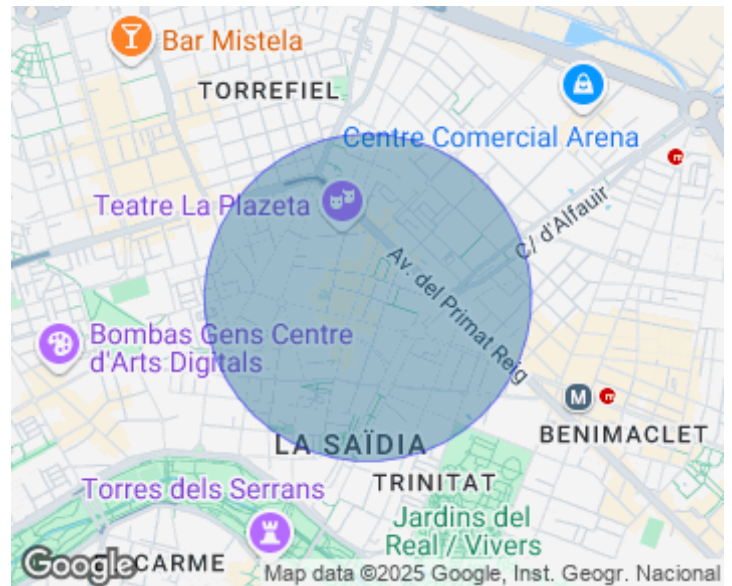 Bar Mistela
TORREFIEL
Centre Comercial Arena
Teatre La Plazeta
C/ d'Alfauir
Av. del Primat Reig
Bombas Gens Centre
d'Arts Digitals
M
BENIMACLET
LA SAÏDIA
TRINITAT
Torres dels Serrans
Jardins del
Real / Vivers
Google
CARME
Map data ©2025 Google, Inst. Geogr. Nacional